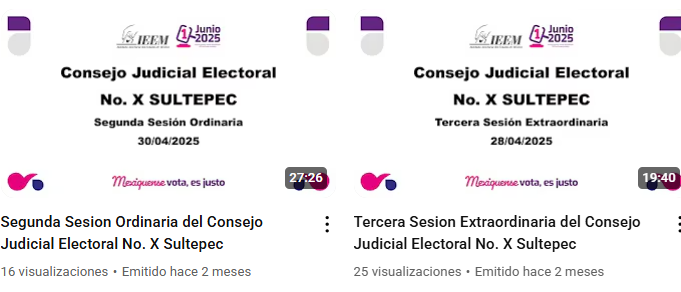 IEEM
1 Junio
2025
Consejo Judicial Electoral
No. X SULTEPEC
Segunda Sesión Ordinaria
30/04/2025
Mexiquense vota, es justo
27:26
Segunda Sesion Ordinaria del Consejo
Judicial Electoral No. X Sultepec
16 visualizaciones • Emitido hace 2 meses
IEEM
1 Junio
2025
Consejo Judicial Electoral
No. X SULTEPEC
Tercera Sesión Extraordinaria
28/04/2025
Mexiquense vota, es justo
19:40
Tercera Sesion Extraordinaria del Consejo
Judicial Electoral No. X Sultepec
25 visualizaciones • Emitido hace 2 meses